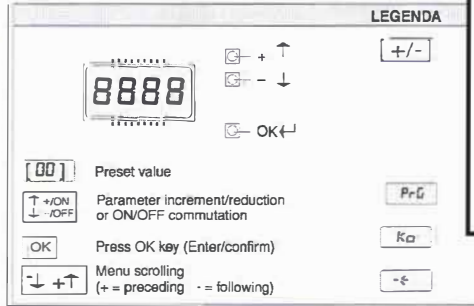 LEGENDA
+ ↑
- ↓
OK↵
8888
[+/-]
[00] Preset value
↑ +/ON
↓ -/OFF
Parameter increment/reduction
or ON/OFF commutation
OK Press OK key (Enter/confirm)
-↓ +↑ Menu scrolling
(+ = preceding - = following)
PrG